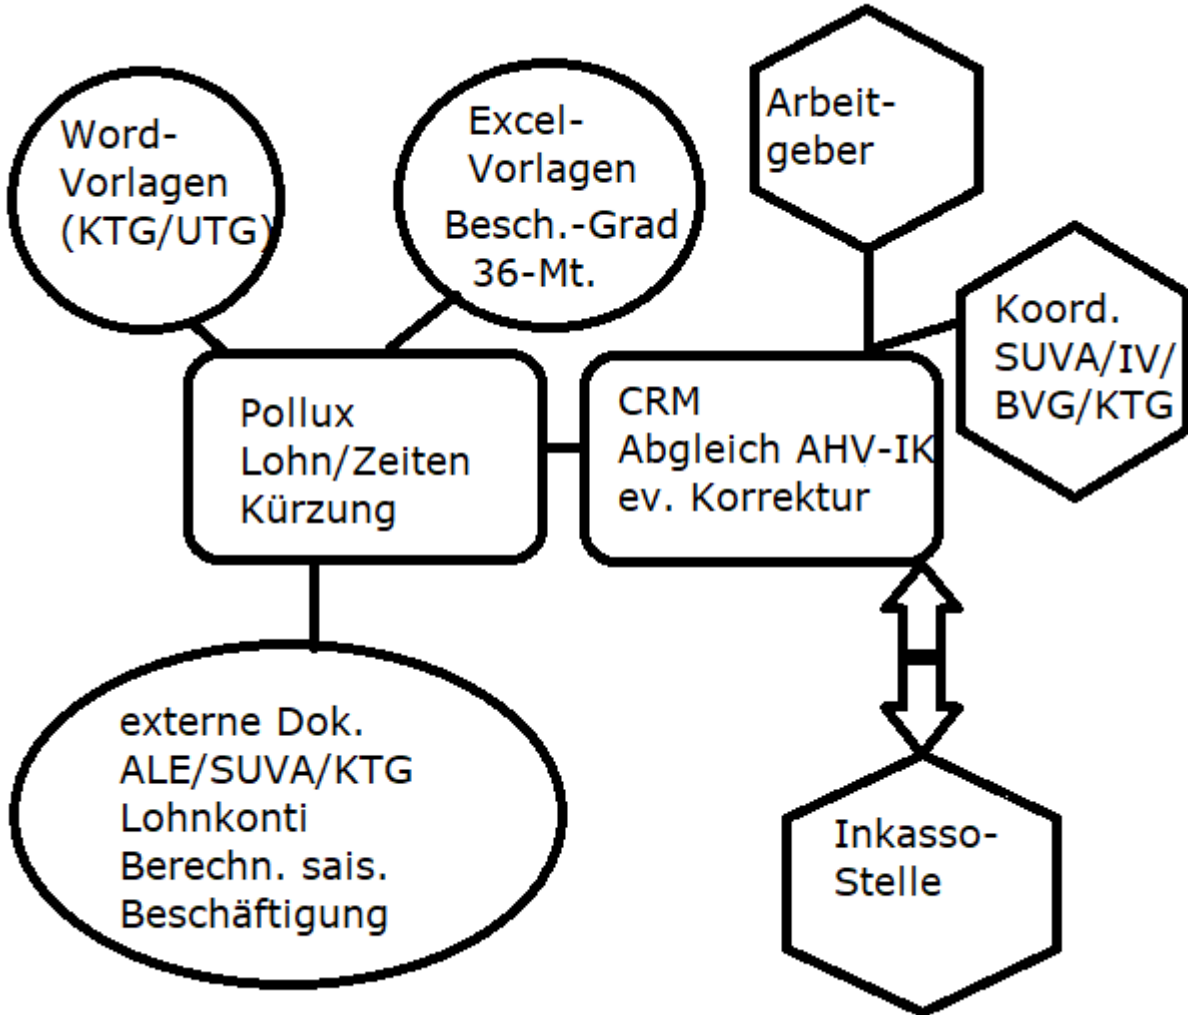 Word-
Vorlagen
(KTG/UTG)
Excel-
Vorlagen
Besch.-Grad
36-Mt.
Arbeit-
geber
Koord.
SUVA/IV/
BVG/KTG
Pollux
Lohn/Zeiten
Kürzung
CRM
Abgleich AHV-IK
ev. Korrektur
externe Dok.
ALE/SUVA/KTG
Lohnkonti
Berechn. sais.
Beschäftigung
Inkasso-
Stelle